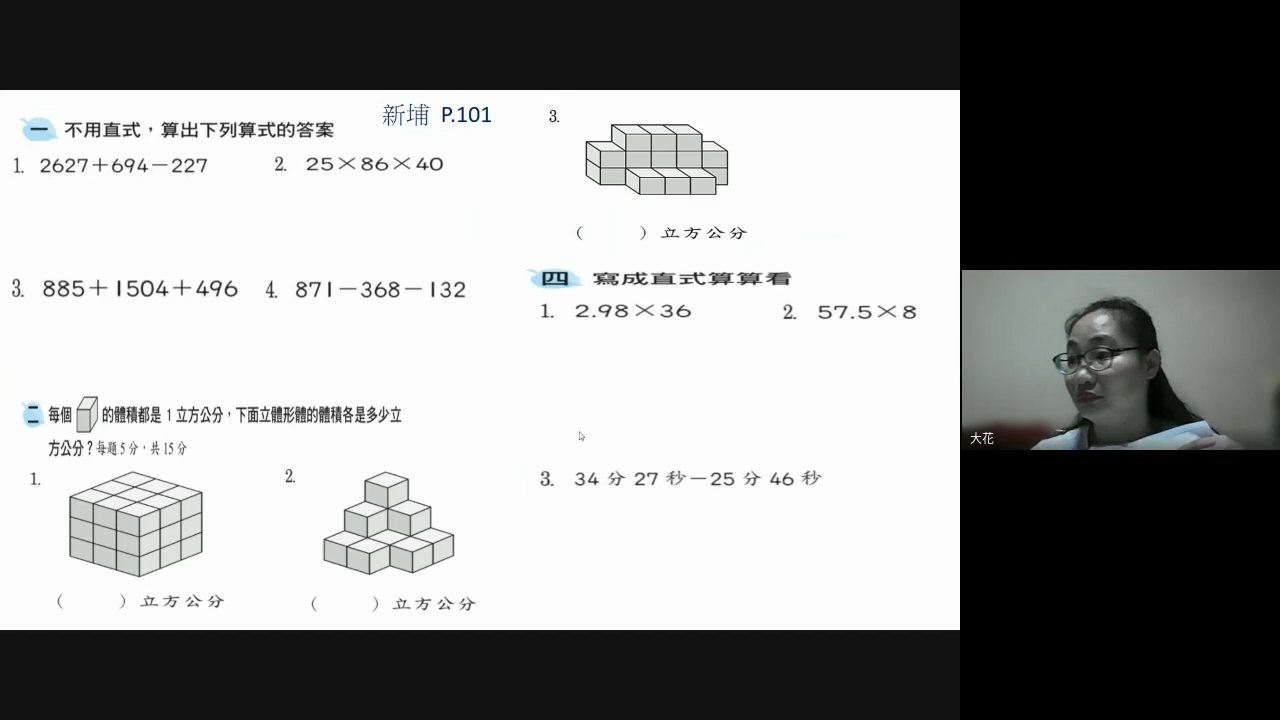 新埔 P.101
一 不用直式，算出下列算式的答案
1. 2627＋694－227
2. 25×86×40
3. 885＋1504＋496
4. 871－368－132
二 每個 的體積都是 1 立方公分，下面立體形體的體積各是多少立
方公分？每題 5 分，共 15 分
1.
（ ）立方公分
2.
（ ）立方公分
3.
（ ）立方公分
四 寫成直式算算看
1. 2.98×36
2. 57.5×8
3. 34 分 27 秒－25 分 46 秒
大花